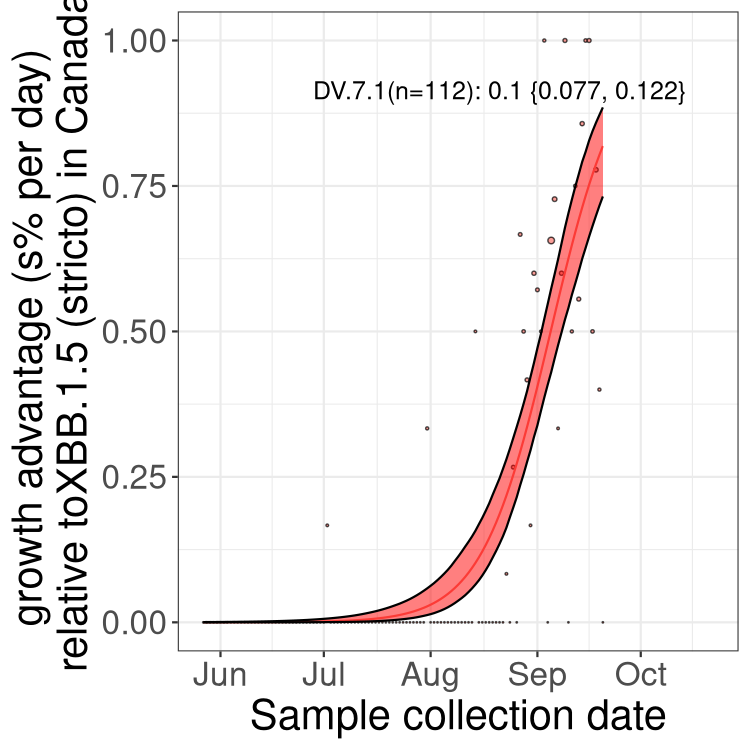 growth advantage (s% per day)
relative toXBB.1.5 (stricto) in Canada
1.00
0.75
0.50
0.25
0.00
DV.7.1(n=112): 0.1 {0.077, 0.122}
Jun Jul Aug Sep Oct
Sample collection date